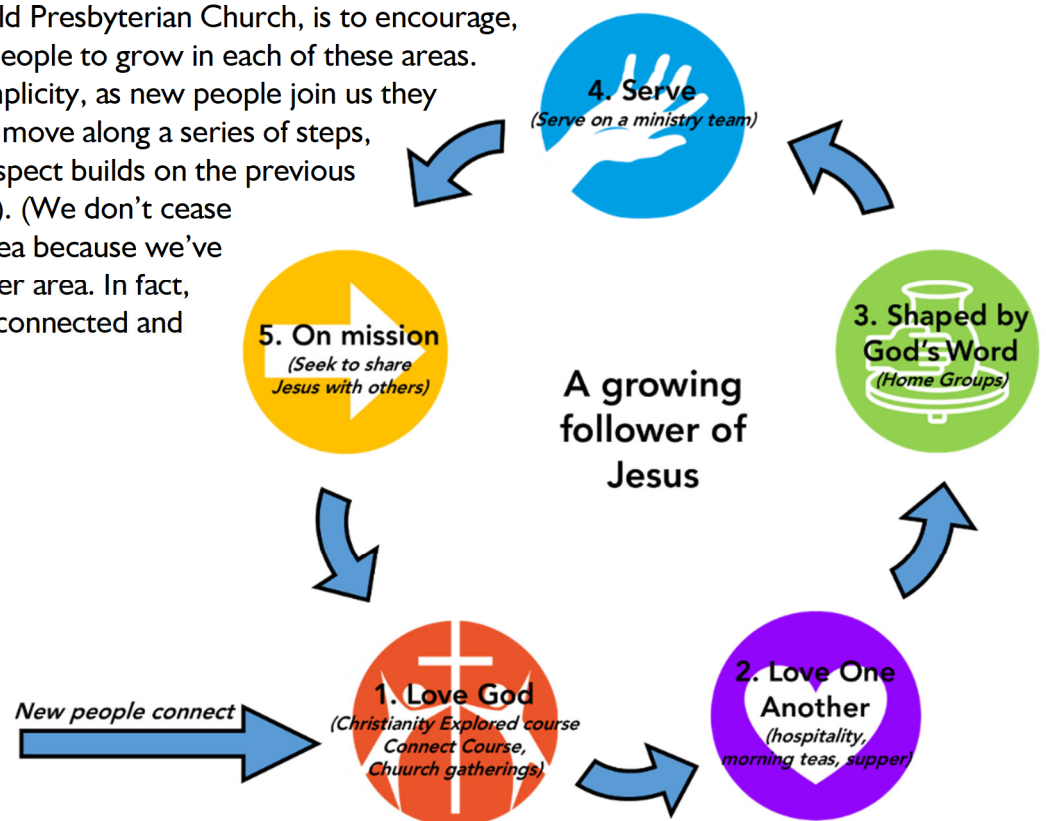 ld Presbyterian Church, is to encourage,
eople to grow in each of these areas.
nplicity, as new people join us they
move along a series of steps,
spect builds on the previous
). (We don't cease
ea because we've
er area. In fact,
connected and
4. Serve
(Serve on a ministry team)
5. On mission
(Seek to share
Jesus with others)
3. Shaped by
God's Word
(Home Groups)
A growing
follower of
Jesus
New people connect
1. Love God
(Christianity Explored course
Connect Course,
Chuurch gatherings)
2. Love One
Another
(hospitality,
morning teas, supper)